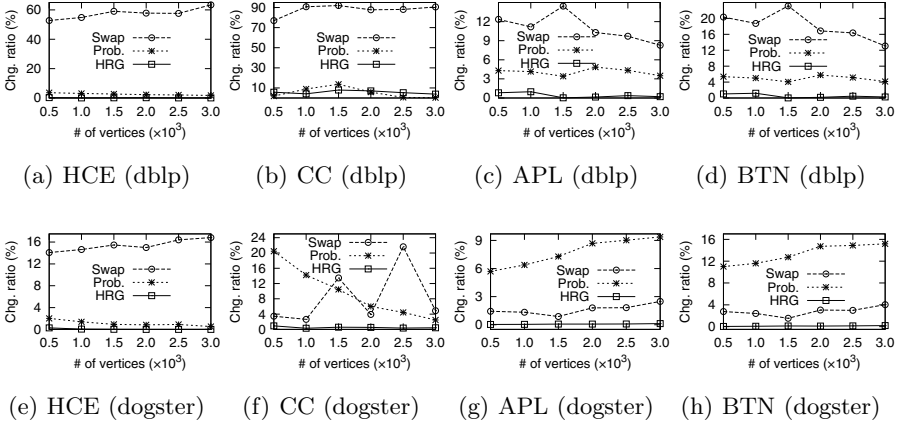 Chg. ratio (%)
60
40
20
0
Swap
Prob.
HRG
0.5 1.0 1.5 2.0 2.5 3.0
# of vertices (×10³)
(a) HCE (dblp)
Chg. ratio (%)
90
70
50
30
10
Swap
Prob.
HRG
0.5 1.0 1.5 2.0 2.5 3.0
# of vertices (×10³)
(b) CC (dblp)
Chg. ratio (%)
12
9
6
3
0
Swap
Prob.
HRG
0.5 1.0 1.5 2.0 2.5 3.0
# of vertices (×10³)
(c) APL (dblp)
Chg. ratio (%)
20
16
12
8
4
0
Swap
Prob.
HRG
0.5 1.0 1.5 2.0 2.5 3.0
# of vertices (×10³)
(d) BTN (dblp)
Chg. ratio (%)
16
12
8
4
0
Swap
Prob.
HRG
0.5 1.0 1.5 2.0 2.5 3.0
# of vertices (×10³)
(e) HCE (dogster)
Chg. ratio (%)
24
20
16
12
8
4
0
Swap
Prob.
HRG
0.5 1.0 1.5 2.0 2.5 3.0
# of vertices (×10³)
(f) CC (dogster)
Chg. ratio (%)
9
6
3
0
Swap
Prob.
HRG
0.5 1.0 1.5 2.0 2.5 3.0
# of vertices (×10³)
(g) APL (dogster)
Chg. ratio (%)
16
12
8
4
0
Swap
Prob.
HRG
0.5 1.0 1.5 2.0 2.5 3.0
# of vertices (×10³)
(h) BTN (dogster)